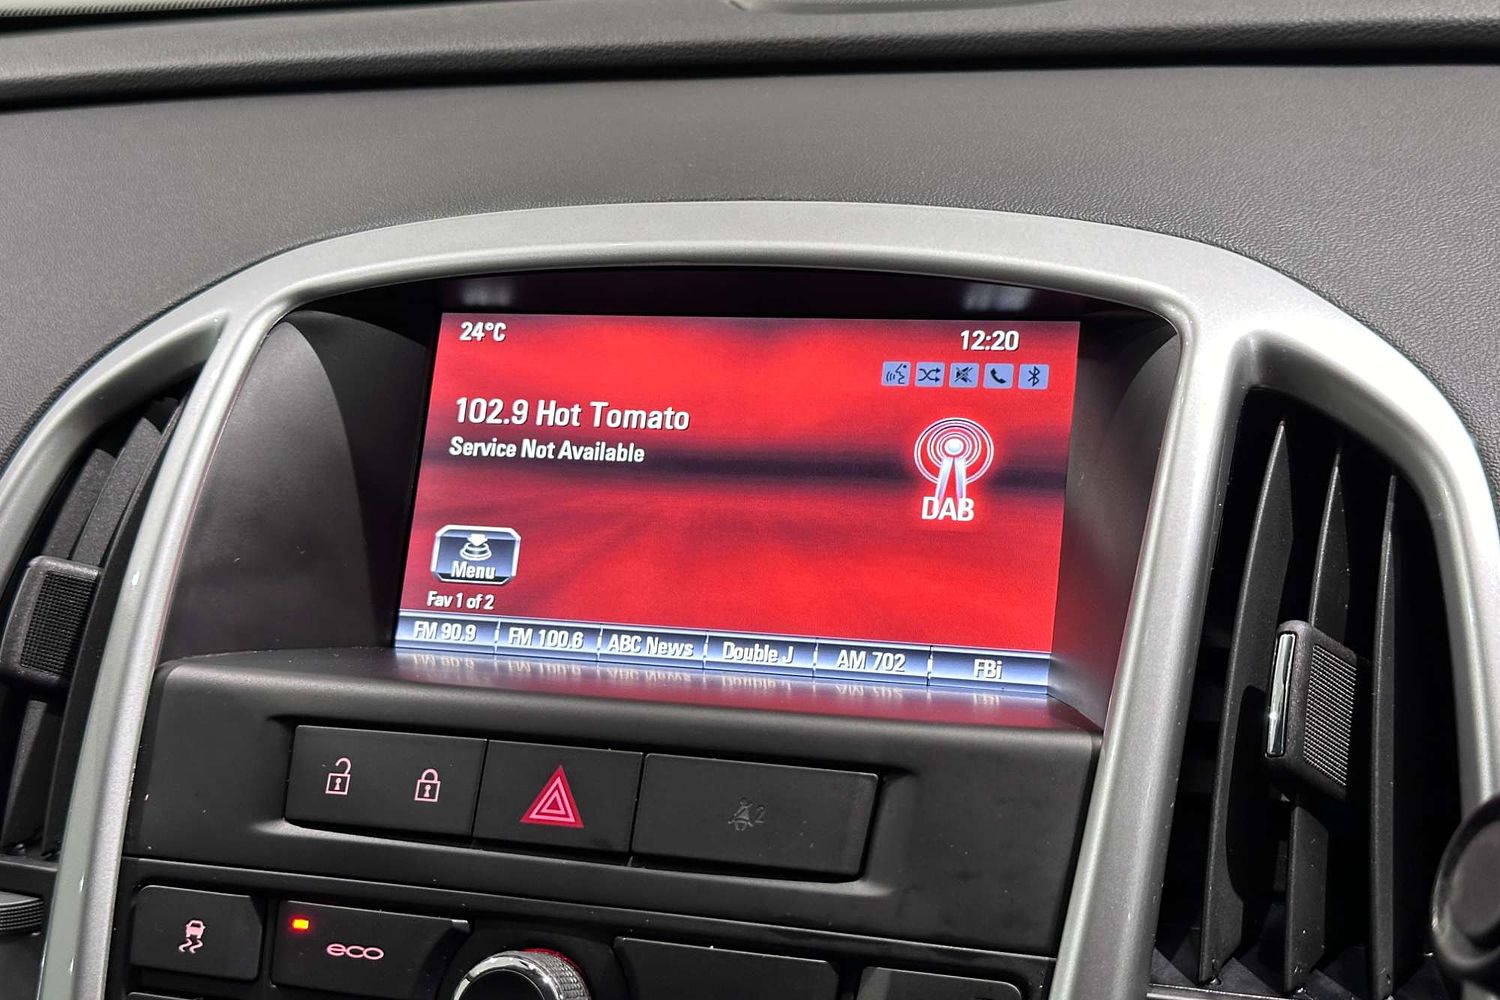 24°C
12:20
102.9 Hot Tomato
Service Not Available
DAB
Menu
Fav 1 of 2
FM 90.9
FM 100.6
ABC News
Double J
AM 702
FBi
2
eco